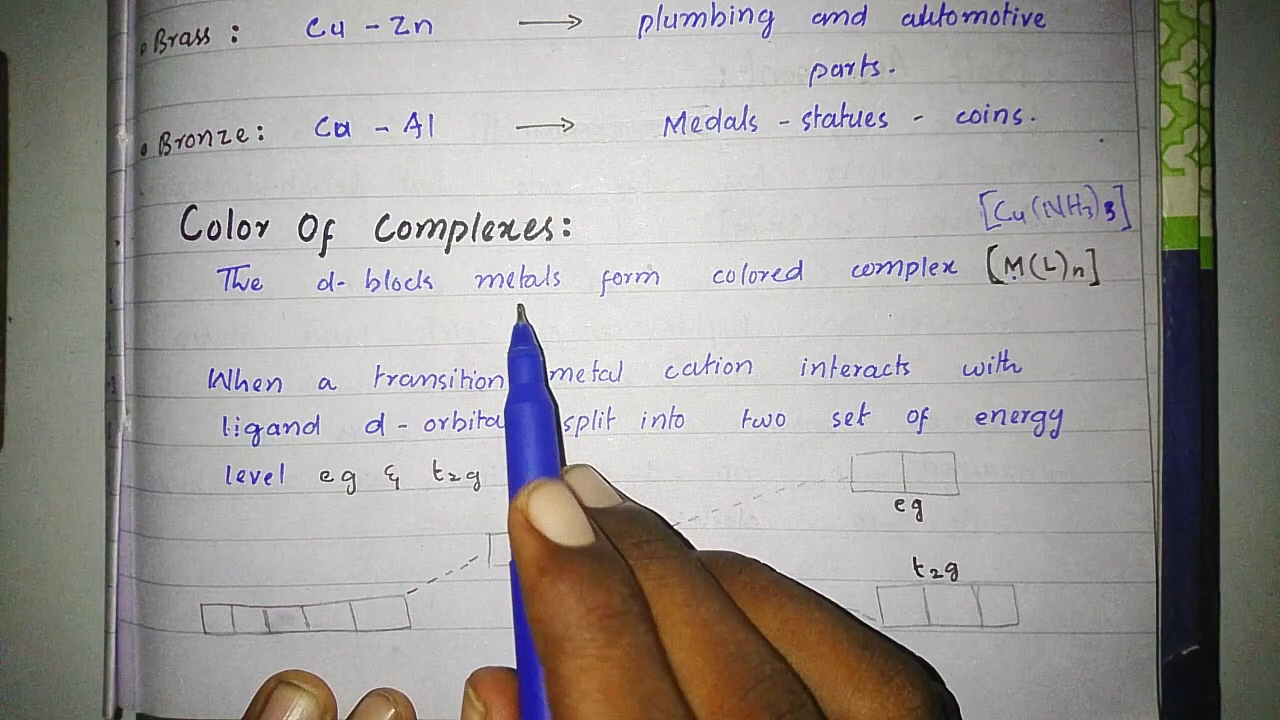 • Brass : Cu - Zn → plumbing and automotive
parts.
• Bronze : Cu - Al → Medals - statues - coins.
[Cu(NH3)3]
Color Of Complexes:
The d- block metals form colored complex [M(L)n]
When a transition metal cation interacts with
ligand d - orbita split into two set of energy
level eg & t2g
eg
t2g